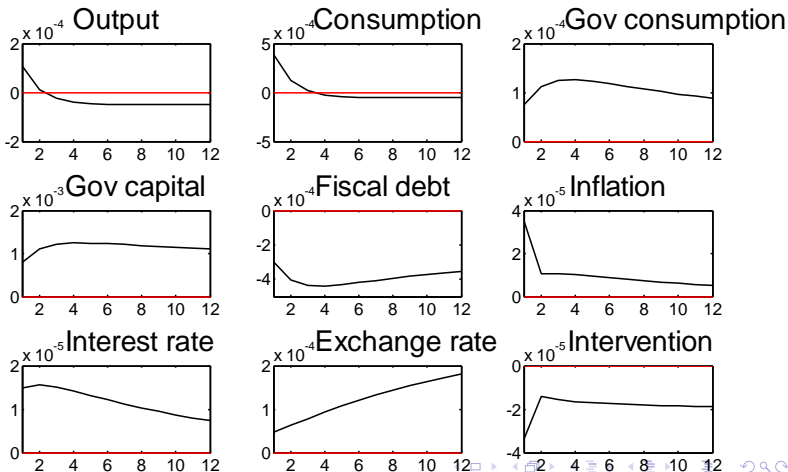 Output
x 10⁻⁴
2
0
-2
2 4 6 8 10 12
Consumption
x 10⁻⁴
5
0
-5
2 4 6 8 10 12
Gov consumption
x 10⁻⁴
2
1
0
2 4 6 8 10 12
Gov capital
x 10⁻³
2
1
0
2 4 6 8 10 12
Fiscal debt
x 10⁻⁴
0
-2
-4
2 4 6 8 10 12
Inflation
x 10⁻⁵
4
2
0
2 4 6 8 10 12
Interest rate
x 10⁻⁵
2
1
0
2 4 6 8 10 12
Exchange rate
x 10⁻⁴
2
1
0
2 4 6 8 10 12
Intervention
x 10⁻⁵
0
-2
-4
2 4 6 8 10 12